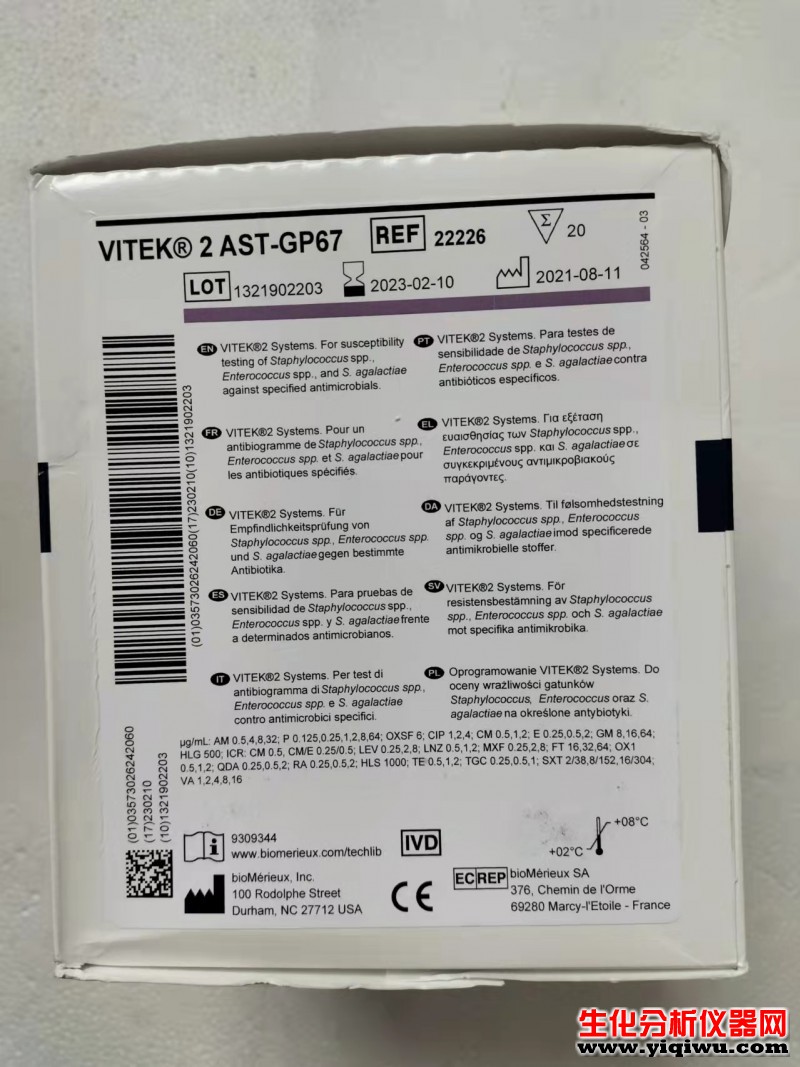 VITEK® 2 AST-GP67
REF 22226
Σ 20
042564 - 03
LOT 1321902203
2023-02-10
2021-08-11
(01)03573026242060(17)230210(10)1321902203
EN VITEK®2 Systems. For susceptibility
testing of Staphylococcus spp.,
Enterococcus spp., and S. agalactiae
against specified antimicrobials.
FR VITEK®2 Systems. Pour un
antibiogramme de Staphylococcus spp.,
Enterococcus spp. et S. agalactiae pour
les antibiotiques spécifiés.
DE VITEK®2 Systems. Für
Empfindlichkeitsprüfung von
Staphylococcus spp., Enterococcus spp.
und S. agalactiae gegen bestimmte
Antibiotika.
ES VITEK®2 Systems. Para pruebas de
sensibilidad de Staphylococcus spp.,
Enterococcus spp. y S. agalactiae frente
a determinados antimicrobianos.
IT VITEK®2 Systems. Per test di
antibiogramma di Staphylococcus spp.,
Enterococcus spp. e S. agalactiae
contro antimicrobici specifici.
PT VITEK®2 Systems. Para testes de
sensibilidade de Staphylococcus spp.,
Enterococcus spp. e S. agalactiae contra
antibióticos específicos.
EL VITEK®2 Systems. Για εξέταση
ευαισθησίας των Staphylococcus spp.,
Enterococcus spp. και S. agalactiae σε
συγκεκριμένους αντιμικροβιακούς
παράγοντες.
DA VITEK®2 Systems. Til følsomhedstestning
af Staphylococcus spp., Enterococcus
spp. og S. agalactiae imod specificerede
antimikrobielle stoffer.
SV VITEK®2 Systems. För
resistensbestämning av Staphylococcus
spp., Enterococcus spp. och S. agalactiae
mot specifika antimikrobika.
PL Oprogramowanie VITEK®2 Systems. Do
oceny wrażliwości gatunków
Staphylococcus, Enterococcus oraz S.
agalactiae na określone antybiotyki.
µg/mL: AM 0.5,4,8,32; P 0.125,0.25,1,2,8,64; OXSF 6; CIP 1,2,4; CM 0.5,1,2; E 0.25,0.5,2; GM 8,16,64;
HLG 500; ICR: CM 0.5, CM/E 0.25/0.5; LEV 0.25,2,8; LNZ 0.5,1,2; MXF 0.25,2,8; FT 16,32,64; OX1
0.5,1,2; QDA 0.25,0.5,2; RA 0.25,0.5,2; HLS 1000; TE 0.5,1,2; TGC 0.25,0.5,1; SXT 2/38,8/152,16/304;
VA 1,2,4,8,16
(01)03573026242060
(17)230210
(10)1321902203
i 9309344
www.biomerieux.com/techlib
IVD
+08°C
+02°C
bioMérieux, Inc.
100 Rodolphe Street
Durham, NC 27712 USA
CE
EC REP bioMérieux SA
376, Chemin de l'Orme
69280 Marcy-l'Etoile - France
生化分析仪器网
www.yiqiwu.com